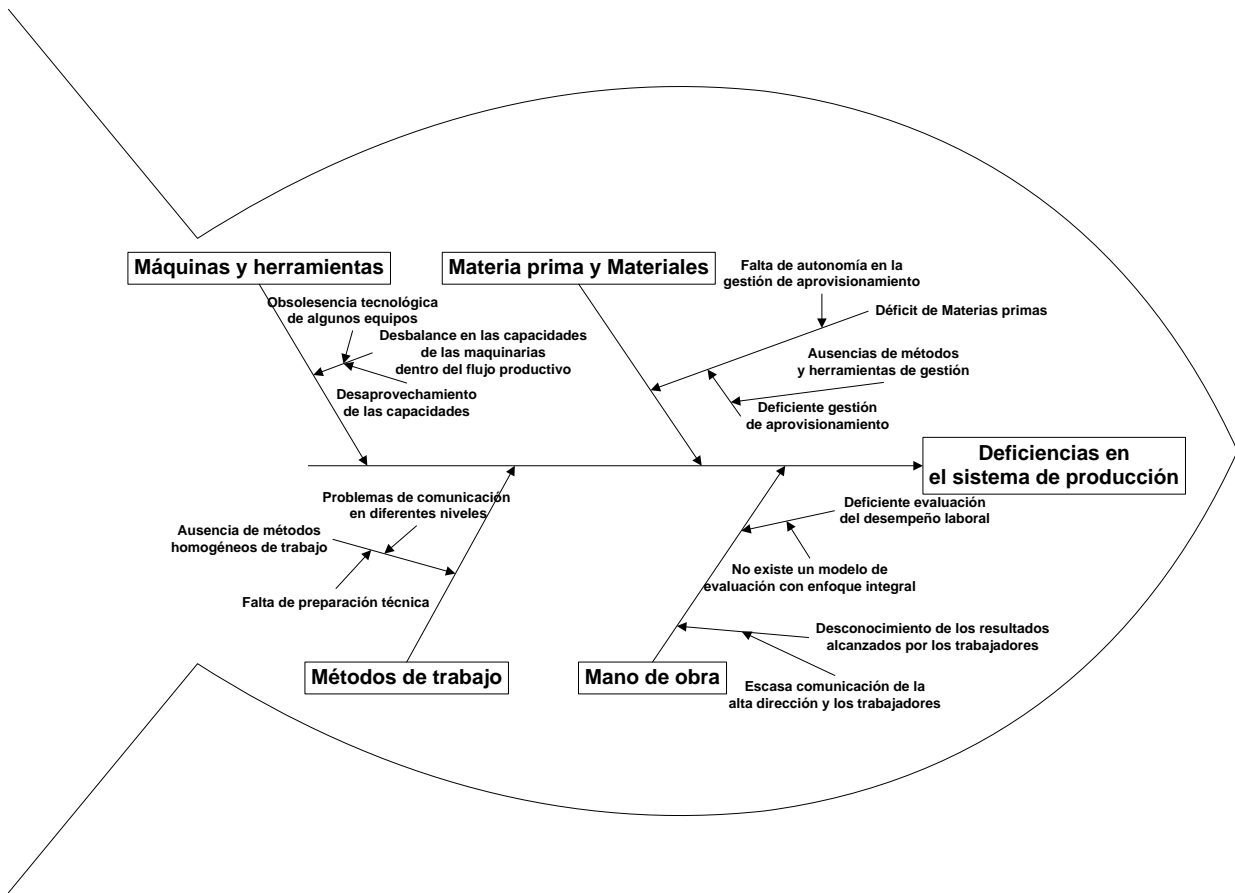 Máquinas y herramientas
Obsolesencia tecnológica
de algunos equipos
Desbalance en las capacidades
de las maquinarias
dentro del flujo productivo
Desaprovechamiento
de las capacidades
Materia prima y Materiales
Falta de autonomía en la
gestión de aprovisionamiento
Déficit de Materias primas
Ausencias de métodos
y herramientas de gestión
Deficiente gestión
de aprovisionamiento
Deficiencias en
el sistema de producción
Problemas de comunicación
en diferentes niveles
Ausencia de métodos
homogéneos de trabajo
Falta de preparación técnica
Métodos de trabajo
Deficiente evaluación
del desempeño laboral
No existe un modelo de
evaluación con enfoque integral
Desconocimiento de los resultados
alcanzados por los trabajadores
Mano de obra
Escasa comunicación de la
alta dirección y los trabajadores